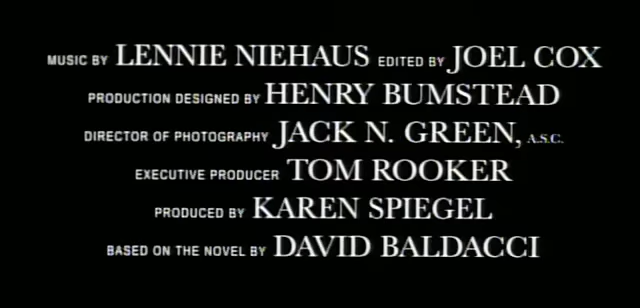 MUSIC BY LENNIE NIEHAUS EDITED BY JOEL COX
PRODUCTION DESIGNED BY HENRY BUMSTEAD
DIRECTOR OF PHOTOGRAPHY JACK N. GREEN, A.S.C.
EXECUTIVE PRODUCER TOM ROOKER
PRODUCED BY KAREN SPIEGEL
BASED ON THE NOVEL BY DAVID BALDACCI